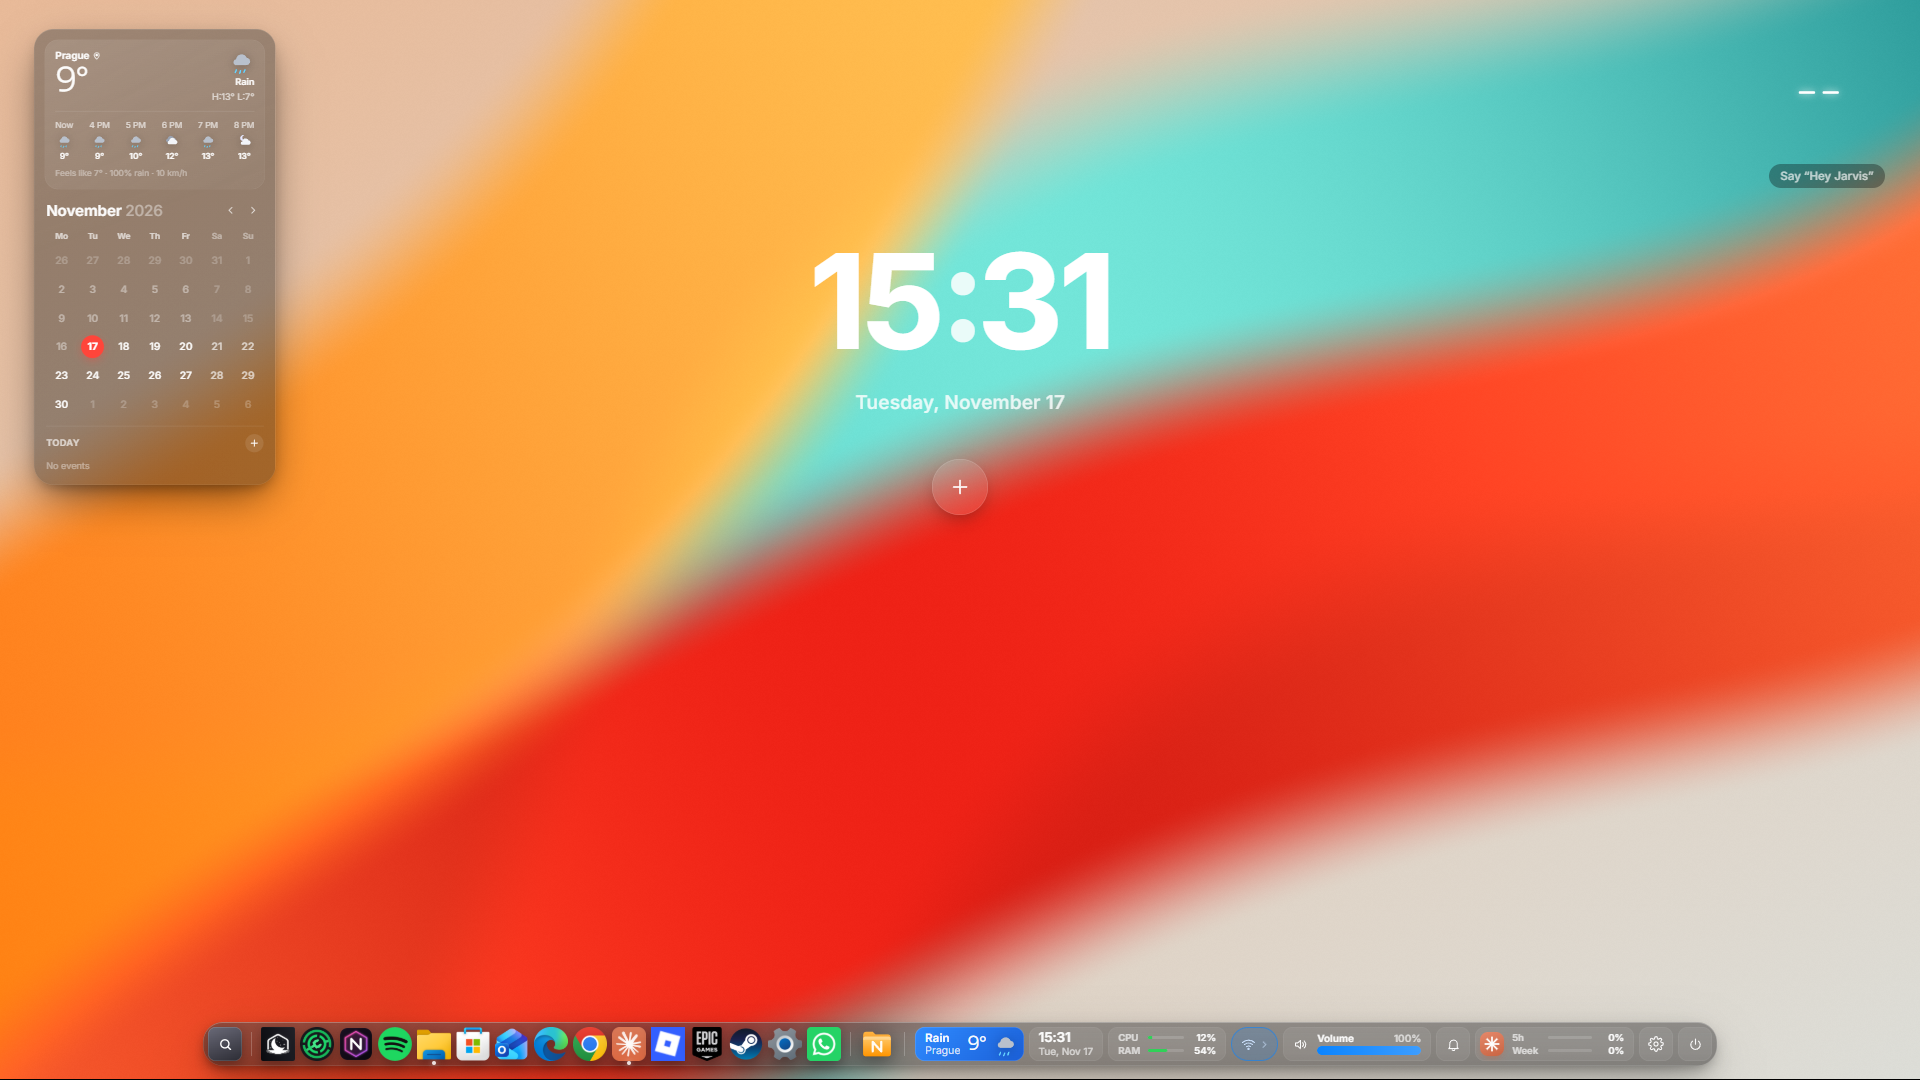 Prague
9°
Rain
H:13° L:7°
Now 4 PM 5 PM 6 PM 7 PM 8 PM
9° 9° 10° 12° 13° 13°
Feels like 7° · 100% rain · 10 km/h
November 2026
Mo Tu We Th Fr Sa Su
26 27 28 29 30 31 1
2 3 4 5 6 7 8
9 10 11 12 13 14 15
16 17 18 19 20 21 22
23 24 25 26 27 28 29
30 1 2 3 4 5 6
TODAY
+
No events
15:31
Tuesday, November 17
+
Say “Hey Jarvis”
N
EPIC
GAMES
N
Rain
Prague
9°
15:31
Tue, Nov 17
CPU 12%
RAM 54%
Volume 100%
5h 0%
Week 0%